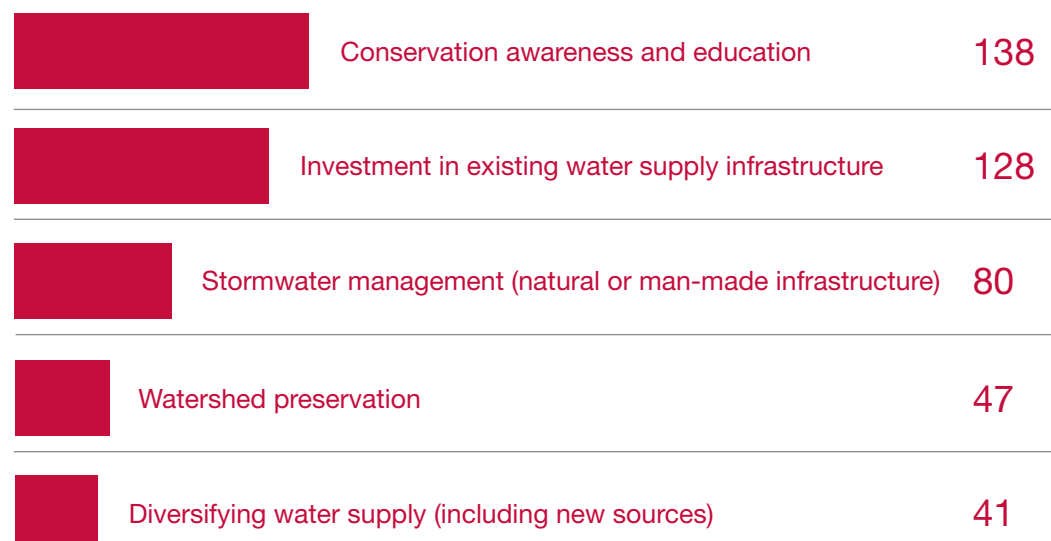 Conservation awareness and education 138
Investment in existing water supply infrastructure 128
Stormwater management (natural or man-made infrastructure) 80
Watershed preservation 47
Diversifying water supply (including new sources) 41